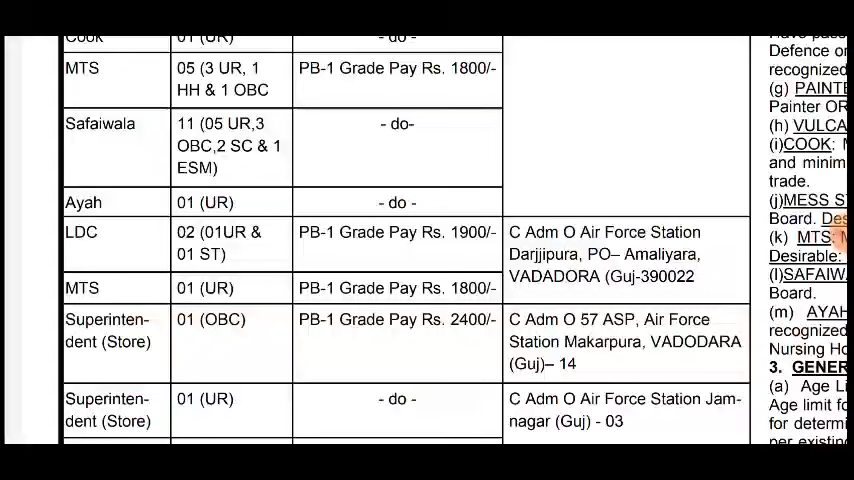 Cook 01 (UR) - do -
MTS 05 (3 UR, 1 PB-1 Grade Pay Rs. 1800/-
HH & 1 OBC
Safaiwala 11 (05 UR,3 - do-
OBC,2 SC & 1
ESM)
Ayah 01 (UR) - do -
LDC 02 (01UR & PB-1 Grade Pay Rs. 1900/- C Adm O Air Force Station
01 ST) Darjjipura, PO– Amaliyara,
VADADORA (Guj-390022
MTS 01 (UR) PB-1 Grade Pay Rs. 1800/-
Superinten- 01 (OBC) PB-1 Grade Pay Rs. 2400/- C Adm O 57 ASP, Air Force
dent (Store) Station Makarpura, VADODARA
(Guj)– 14
Superinten- 01 (UR) - do - C Adm O Air Force Station Jam-
dent (Store) nagar (Guj) - 03
Have pass
Defence or
recognized
(g) PAINTE
Painter OR
(h) VULCA
(i)COOK: M
and minim
trade.
(j)MESS S
Board. Des
(k) MTS: M
Desirable:
(l)SAFAIWA
Board.
(m) AYAH
recognized
Nursing Ho
3. GENER
(a) Age Li
Age limit fo
for determi
per existing